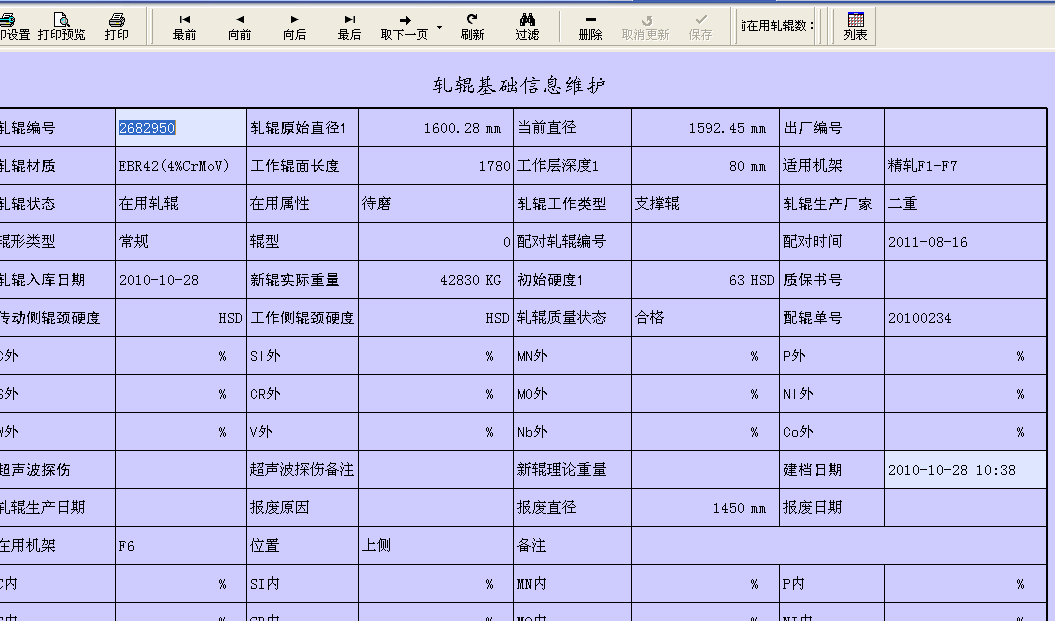 印设置 打印预览 打印 最前 向前 向后 最后 取下一页 刷新 过滤 删除 取消更新 保存 前在用轧辊数: 列表
轧辊基础信息维护
轧辊编号 2682950 轧辊原始直径1 1600.28 mm 当前直径 1592.45 mm 出厂编号
轧辊材质 EBR42(4%CrMoV) 工作辊面长度 1780 工作层深度1 80 mm 适用机架 精轧F1-F7
轧辊状态 在用轧辊 在用属性 待磨 轧辊工作类型 支撑辊 轧辊生产厂家 二重
辊形类型 常规 辊型 0 配对轧辊编号 配对时间 2011-08-16
轧辊入库日期 2010-10-28 新辊实际重量 42830 KG 初始硬度1 63 HSD 质保书号
传动侧辊颈硬度 HSD 工作侧辊颈硬度 HSD 轧辊质量状态 合格 配辊单号 20100234
C外 % SI外 % MN外 % P外 %
S外 % CR外 % MO外 % NI外 %
W外 % V外 % Nb外 % Co外 %
超声波探伤 超声波探伤备注 新辊理论重量 建档日期 2010-10-28 10:38
轧辊生产日期 报废原因 报废直径 1450 mm 报废日期
在用机架 F6 位置 上侧 备注
C内 % SI内 % MN内 % P内 %